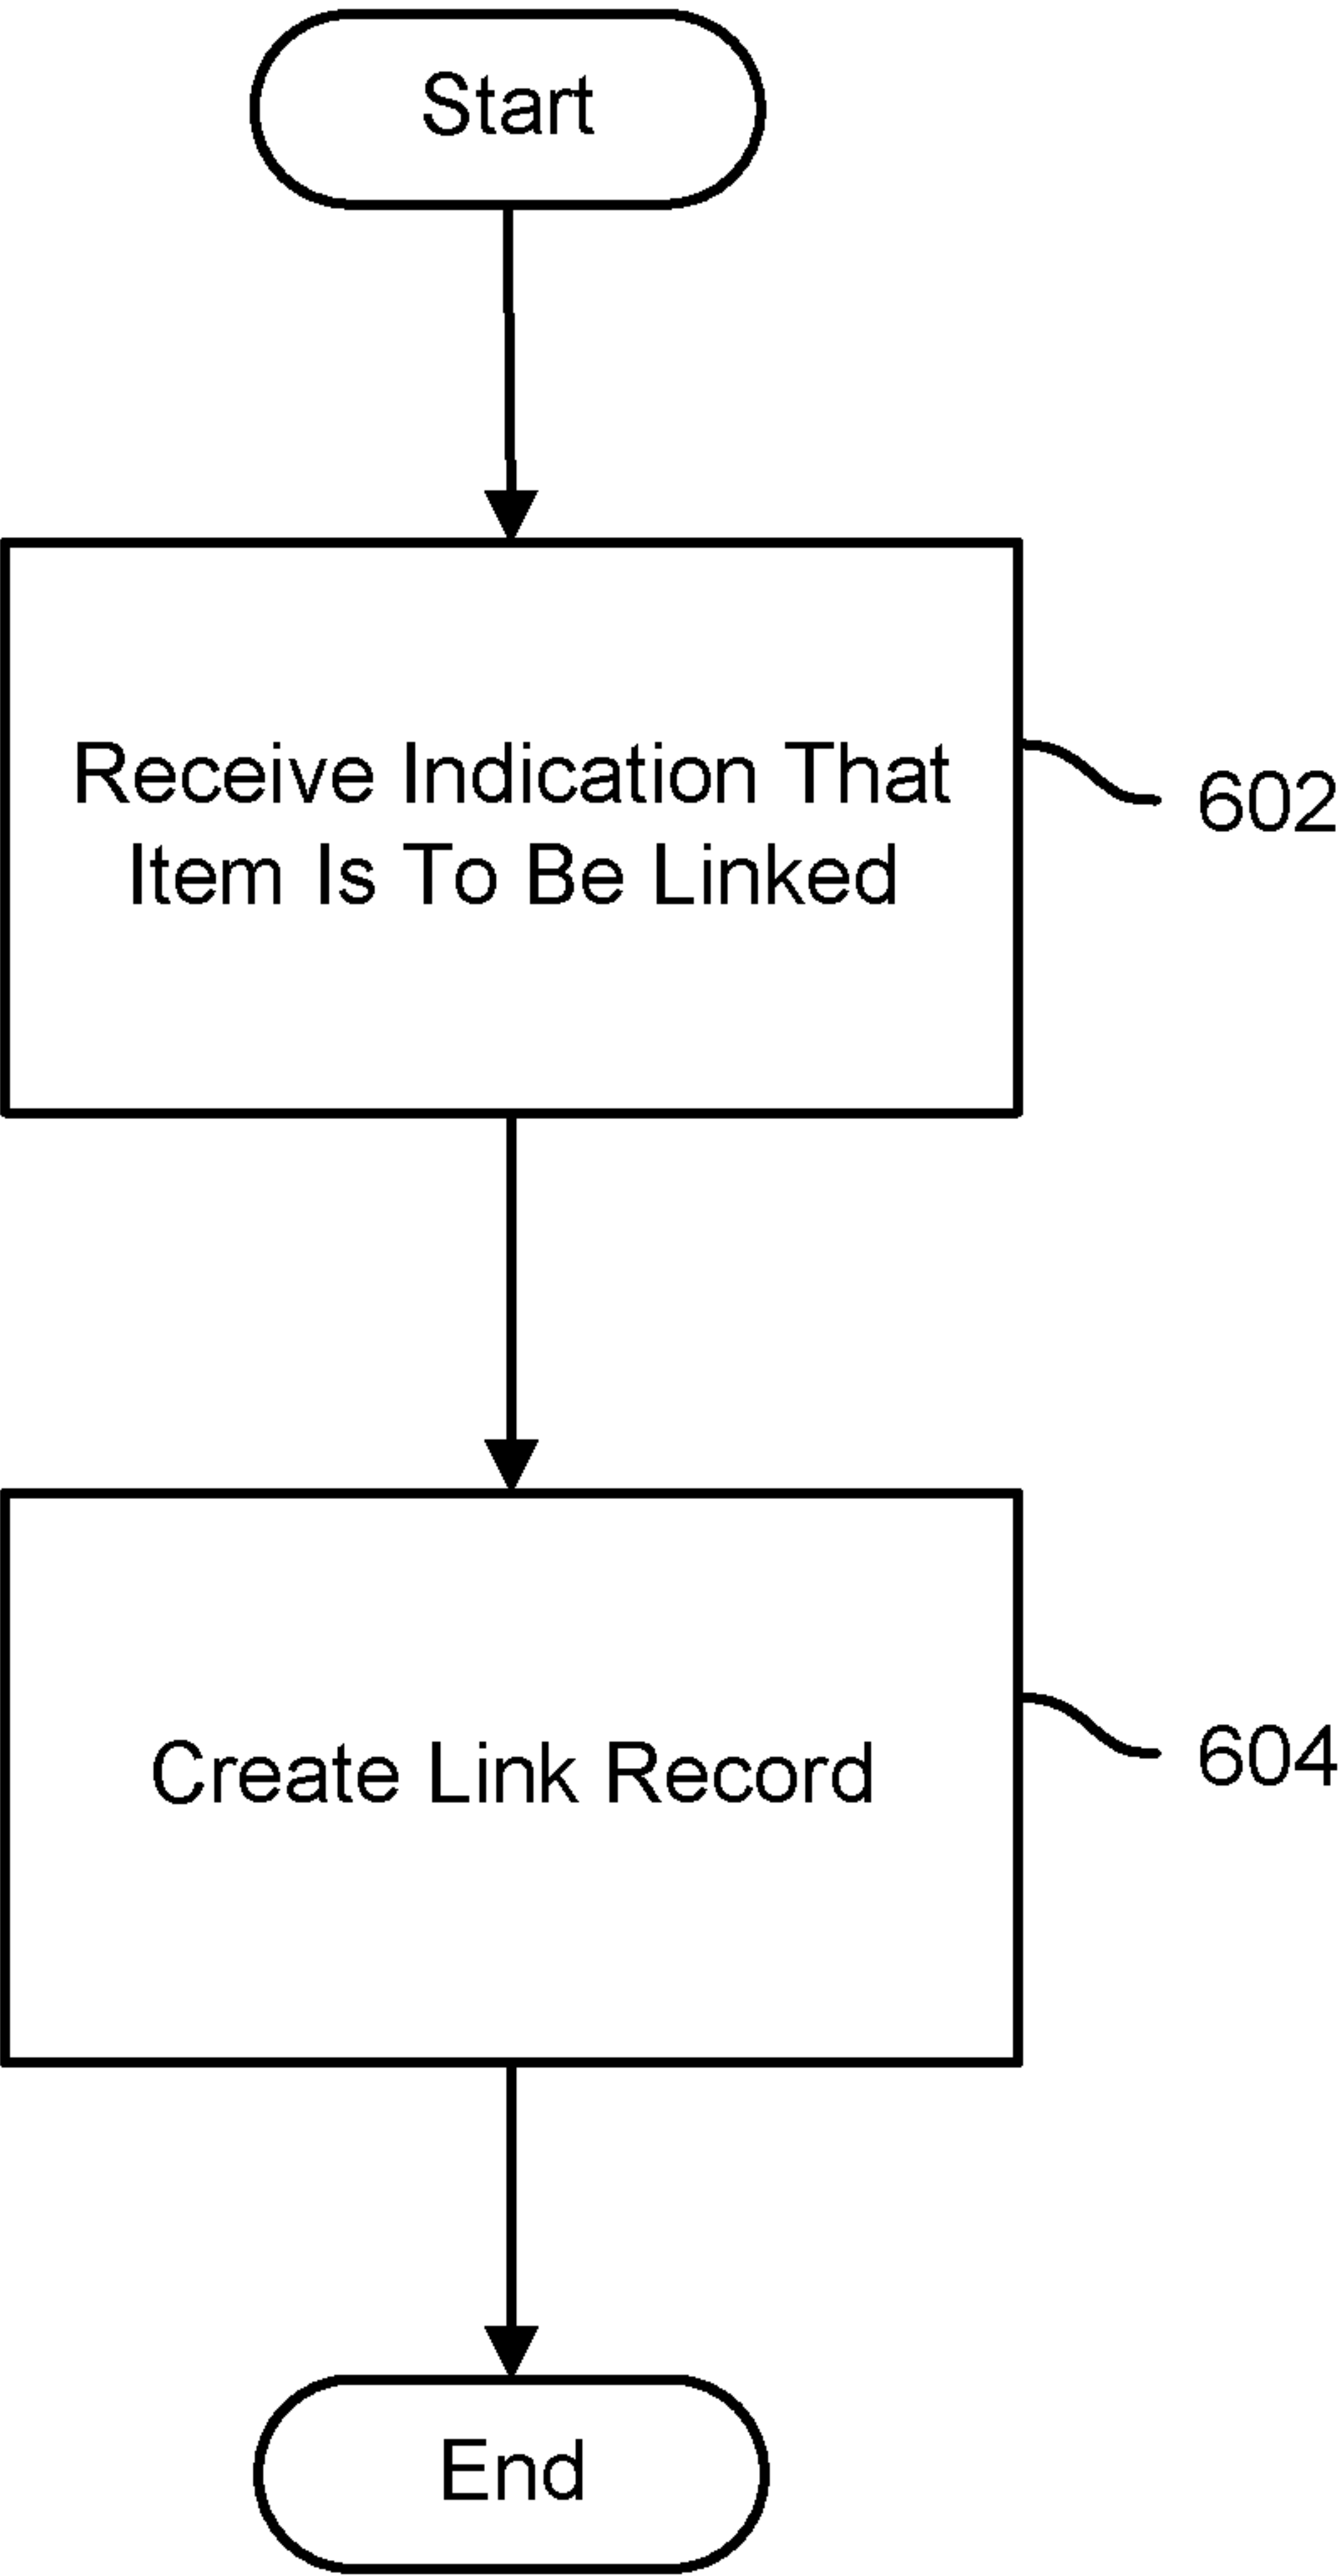 Start
Receive Indication That
Item Is To Be Linked
602
Create Link Record
604
End